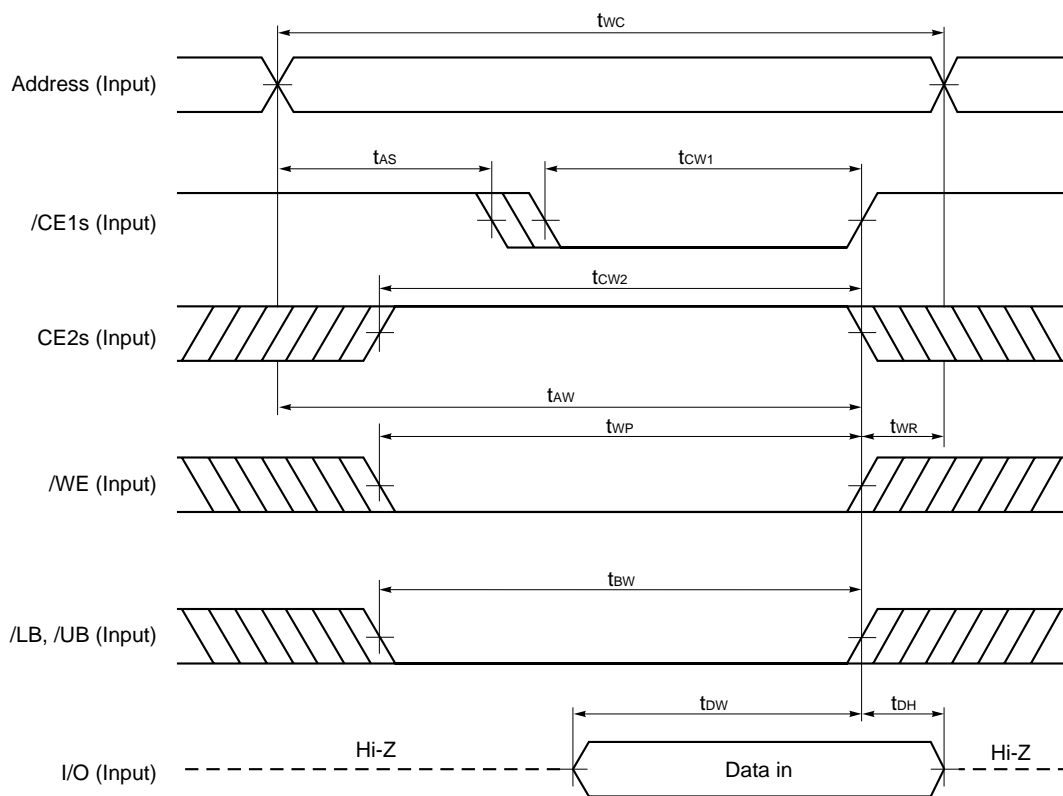 tWC
Address (Input)
tAS
tCW1
/CE1s (Input)
tCW2
CE2s (Input)
tAW
tWP
tWR
/WE (Input)
tBW
/LB, /UB (Input)
tDW
tDH
Hi-Z
Hi-Z
I/O (Input)
Data in